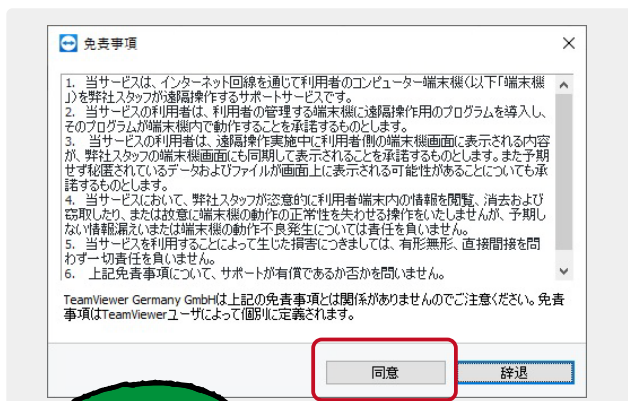 免責事項
1. 当サービスは、インターネット回線を通じて利用者のコンピューター端末機(以下「端末機
」)を弊社スタッフが遠隔操作するサポートサービスです。
2. 当サービスの利用者は、利用者の管理する端末機に遠隔操作用のプログラムを導入し、
そのプログラムが端末機内で動作することを承諾するものとします。
3. 当サービスの利用者は、遠隔操作実施中に利用者側の端末機画面に表示される内容
が、弊社スタッフの端末機画面にも同期して表示されることを承諾するものとします。また予期
せず秘匿されているデータおよびファイルが画面上に表示される可能性があることについても承
諾するものとします。
4. 当サービスにおいて、弊社スタッフが恣意的に利用者端末内の情報を閲覧、消去および
窃取したり、または故意に端末機の動作の正常性を失わせる操作をいたしませんが、予期し
ない情報漏えいまたは端末機の動作不良発生については責任を負いません。
5. 当サービスを利用することによって生じた損害につきましては、有形無形、直接間接を問
わず一切責任を負いません。
6. 上記免責事項について、サポートが有償であるか否かを問いません。
TeamViewer Germany GmbHは上記の免責事項とは関係がありませんのでご注意ください。免責
事項はTeamViewerユーザによって個別に定義されます。
同意
辞退